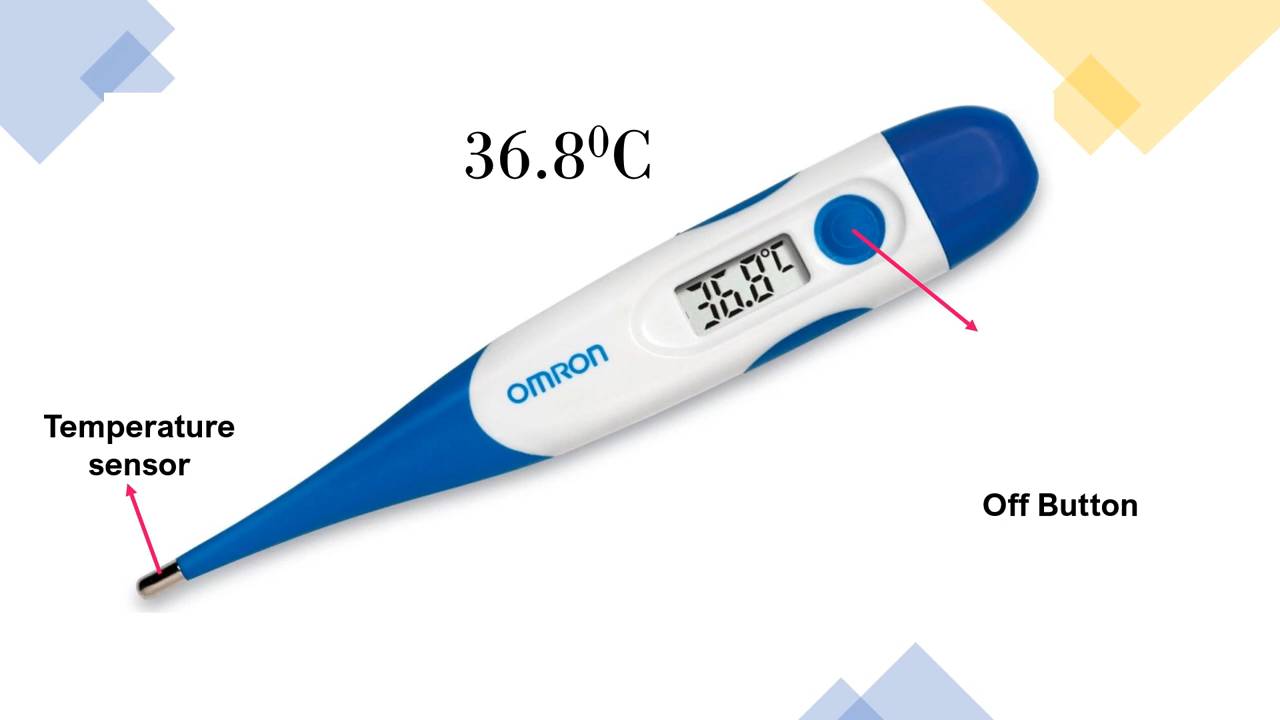 36.8⁰C
36.8°C
OMRON
Temperature
sensor
Off Button